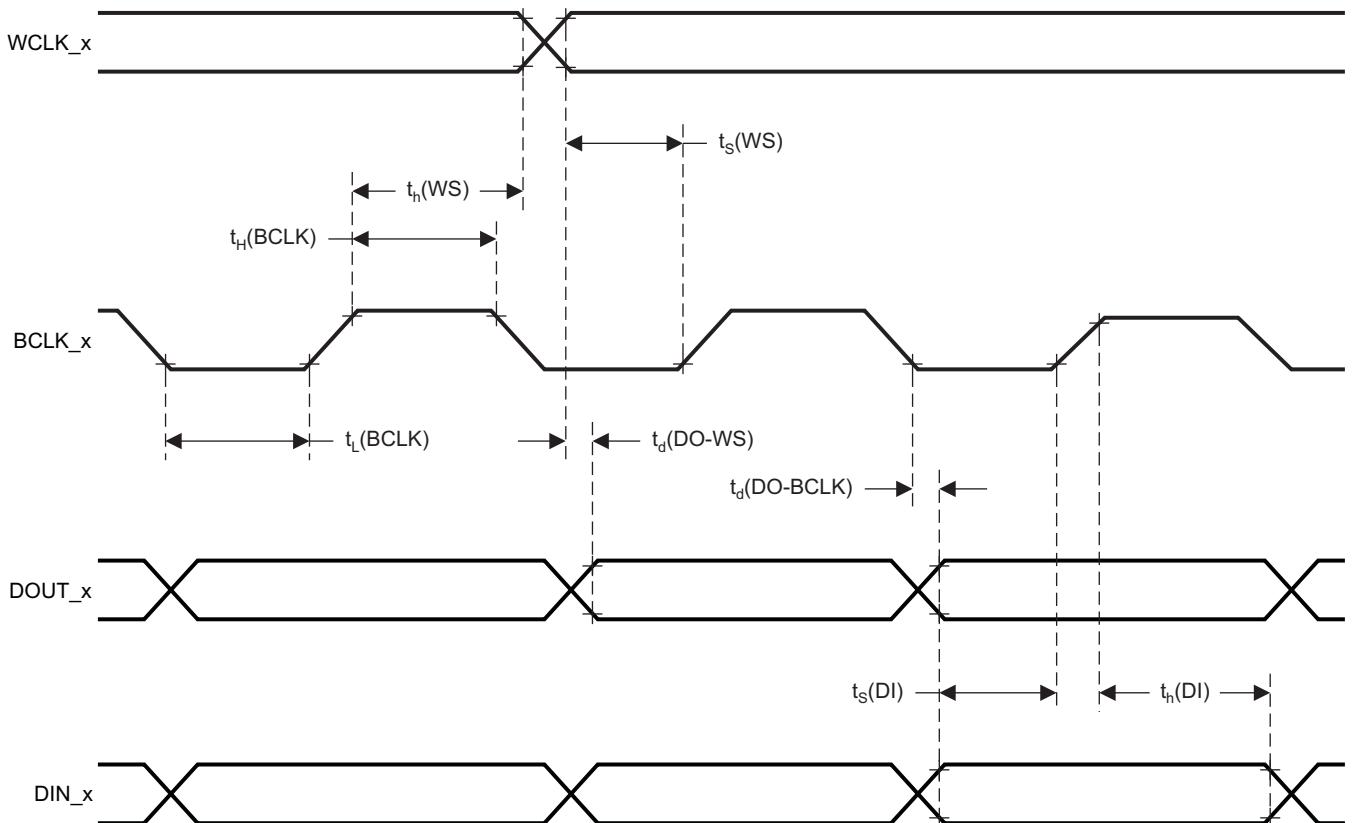 WCLK_x
tS(WS)
th(WS)
tH(BCLK)
BCLK_x
tL(BCLK)
td(DO-WS)
td(DO-BCLK)
DOUT_x
tS(DI)
th(DI)
DIN_x